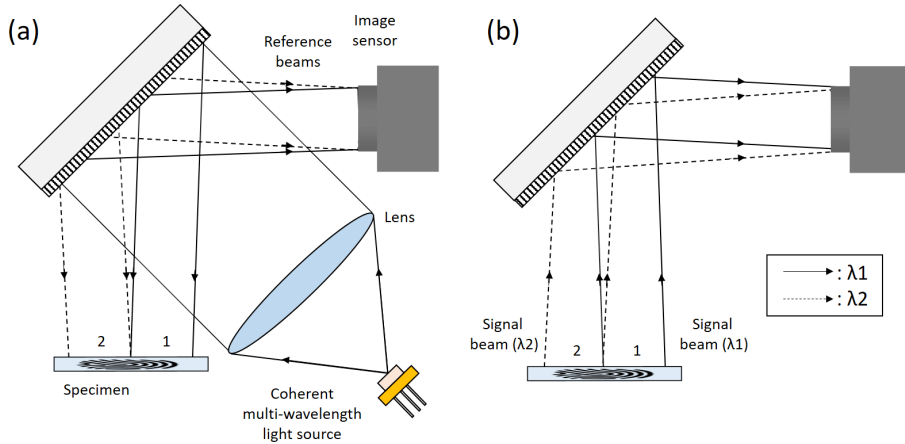 (a)
Reference
beams
Image
sensor
Lens
2 1
Specimen
Coherent
multi-wavelength
light source
(b)
: λ1
: λ2
Signal
beam (λ2)
2 1
Signal
beam (λ1)